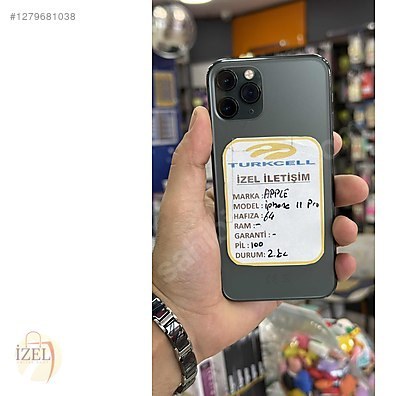 #1279681038
TURKCELL
İZEL İLETİŞİM
MARKA : APPLE
MODEL : iphone 11 Pro
HAFIZA : 64
RAM : -
GARANTİ : -
PİL : 100
DURUM : 2.EL
İZEL